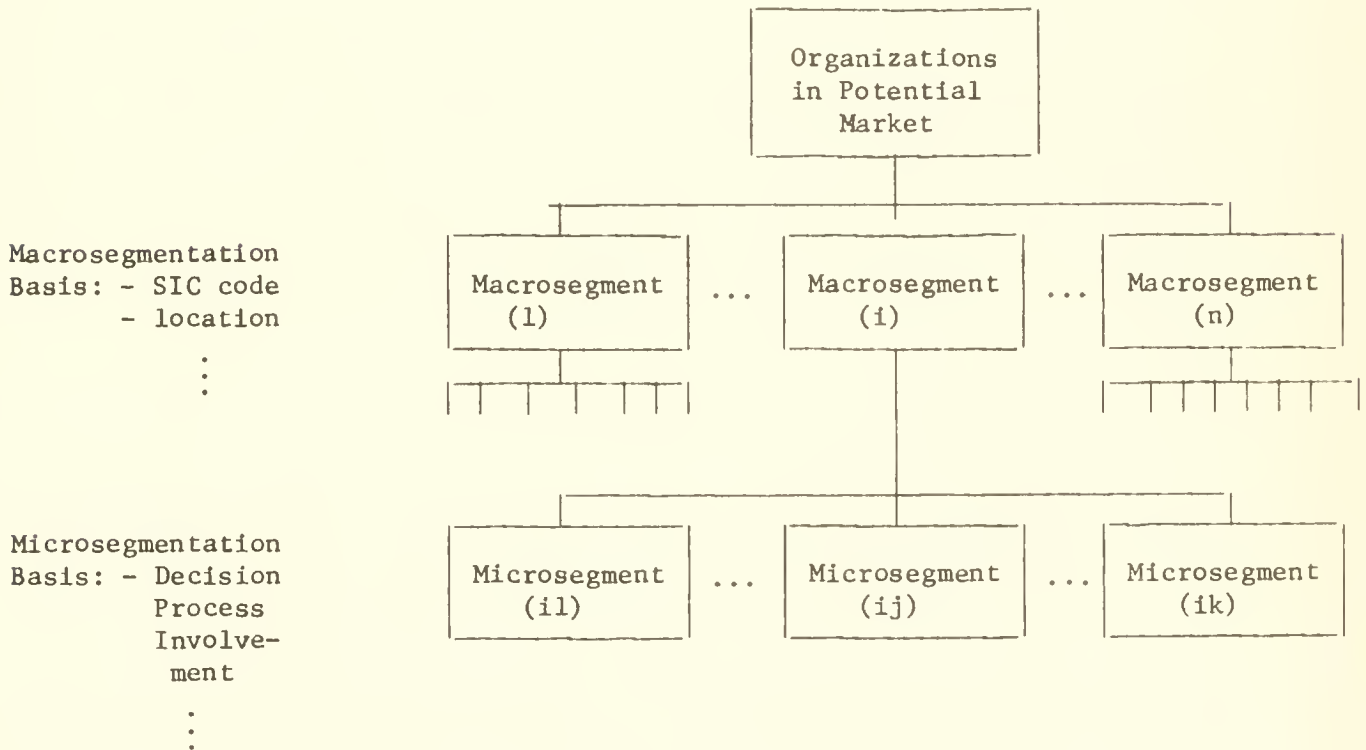 Organizations
in Potential
Market
Macrosegmentation
Basis: - SIC code
- location
⋮
Macrosegment
(1)
...
Macrosegment
(i)
...
Macrosegment
(n)
Microsegmentation
Basis: - Decision
Process
Involve-
ment
⋮
Microsegment
(i1)
...
Microsegment
(ij)
...
Microsegment
(ik)